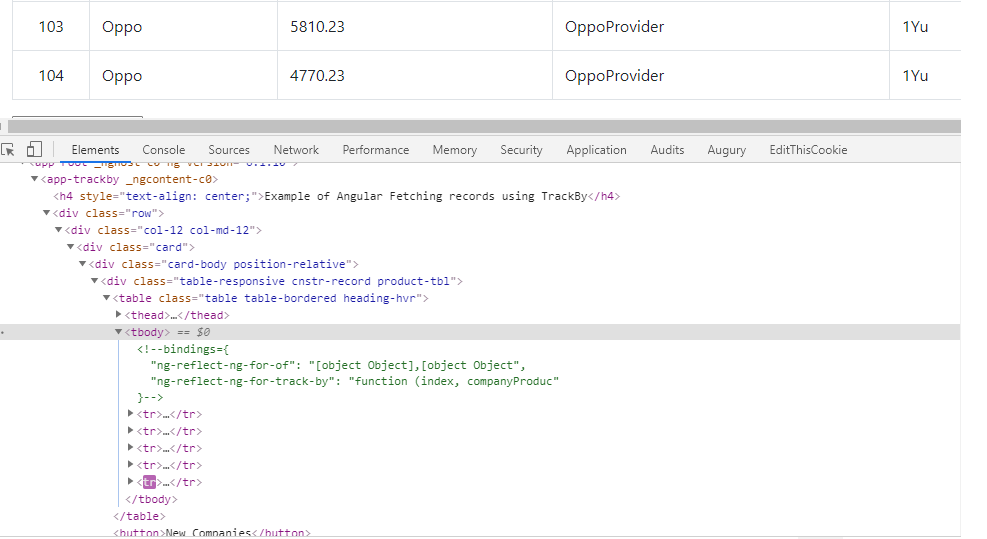 103 Oppo 5810.23 OppoProvider 1Yu
104 Oppo 4770.23 OppoProvider 1Yu
Elements Console Sources Network Performance Memory Security Application Audits Augury EditThisCookie
<app-root _nghost-c0 ng-version="
<app-trackby _ngcontent-c0>
<h4 style="text-align: center;">Example of Angular Fetching records using TrackBy</h4>
<div class="row">
<div class="col-12 col-md-12">
<div class="card">
<div class="card-body position-relative">
<div class="table-responsive cnstr-record product-tbl">
<table class="table table-bordered heading-hvr">
<thead>…</thead>
<tbody> == $0
<!--bindings={
"ng-reflect-ng-for-of": "[object Object],[object Object",
"ng-reflect-ng-for-track-by": "function (index, companyProduc"
}-->
<tr>…</tr>
<tr>…</tr>
<tr>…</tr>
<tr>…</tr>
<tr>…</tr>
</tbody>
</table>
<button>New Companies</button>